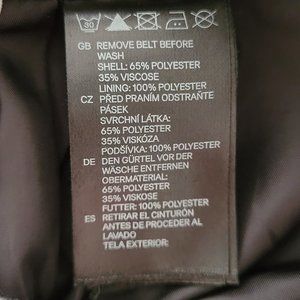 30
GB REMOVE BELT BEFORE
WASH
SHELL: 65% POLYESTER
35% VISCOSE
LINING: 100% POLYESTER
CZ PŘED PRANÍM ODSTRAŇTE
PÁSEK
SVRCHNÍ LÁTKA:
65% POLYESTER
35% VISKÓZA
PODŠÍVKA: 100% POLYESTER
DE DEN GÜRTEL VOR DER
WÄSCHE ENTFERNEN
OBERMATERIAL:
65% POLYESTER
35% VISKOSE
FUTTER: 100% POLYESTER
ES RETIRAR EL CINTURÓN
ANTES DE PROCEDER AL
LAVADO
TELA EXTERIOR: